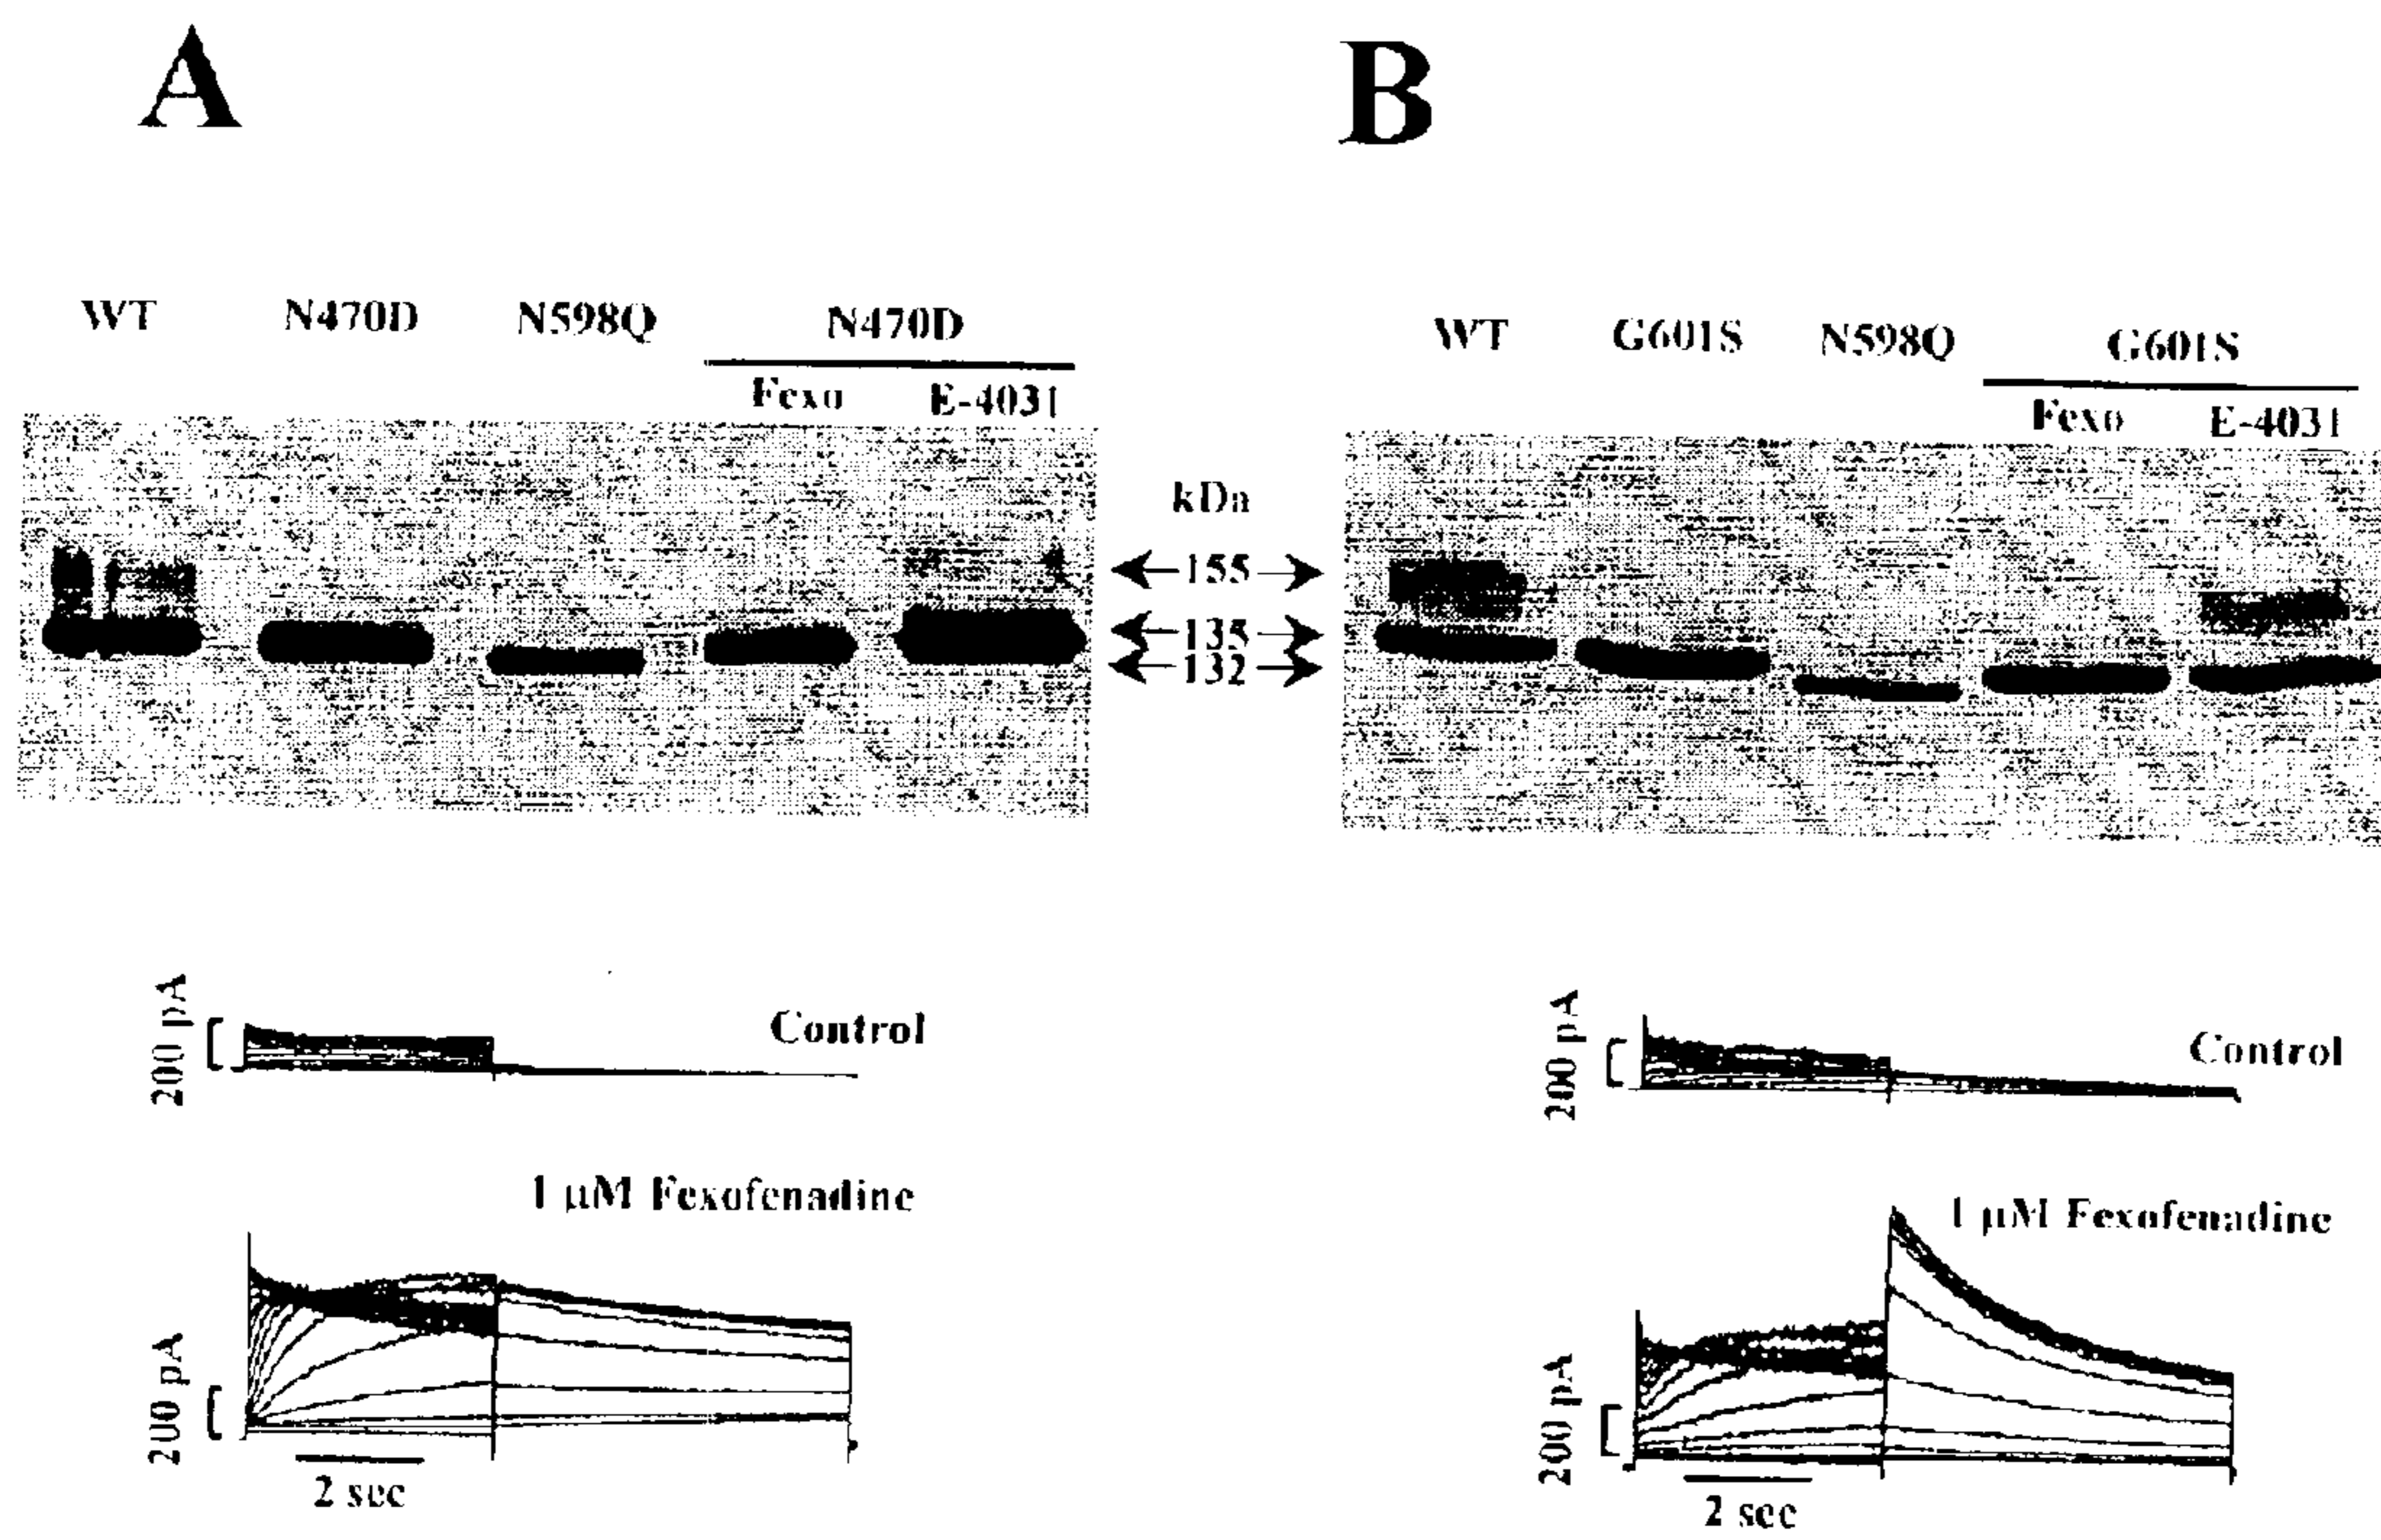 A
WT N470D N598Q N470D
Fexo E-4031
B
WT G601S N598Q G601S
Fexo E-4031
kDa
155
135
132
200 pA
Control
200 pA
1 µM Fexofenadine
2 sec
200 pA
Control
200 pA
1 µM Fexofenadine
2 sec